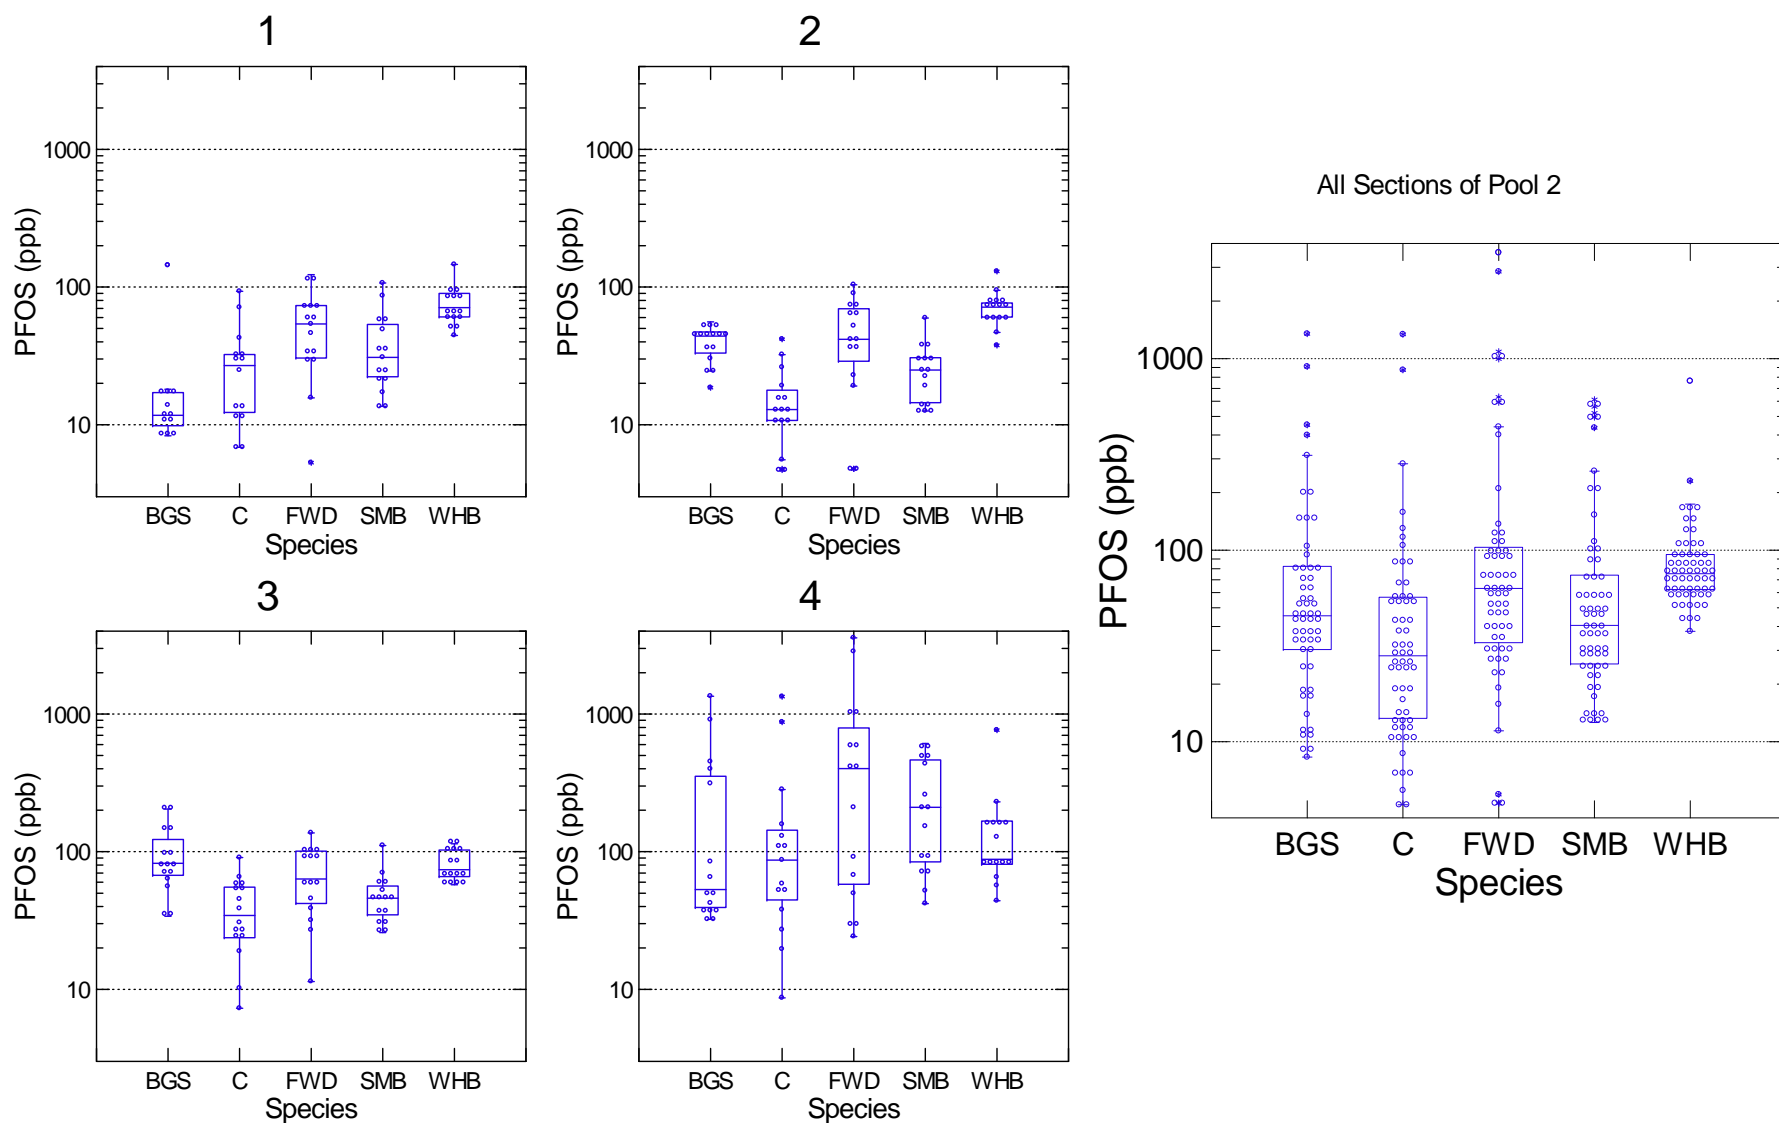 1
1000
100
10
PFOS (ppb)
BGS C FWD SMB WHB
Species
2
1000
100
10
PFOS (ppb)
BGS C FWD SMB WHB
Species
3
1000
100
10
PFOS (ppb)
BGS C FWD SMB WHB
Species
4
1000
100
10
PFOS (ppb)
BGS C FWD SMB WHB
Species
All Sections of Pool 2
1000
100
10
PFOS (ppb)
BGS C FWD SMB WHB
Species